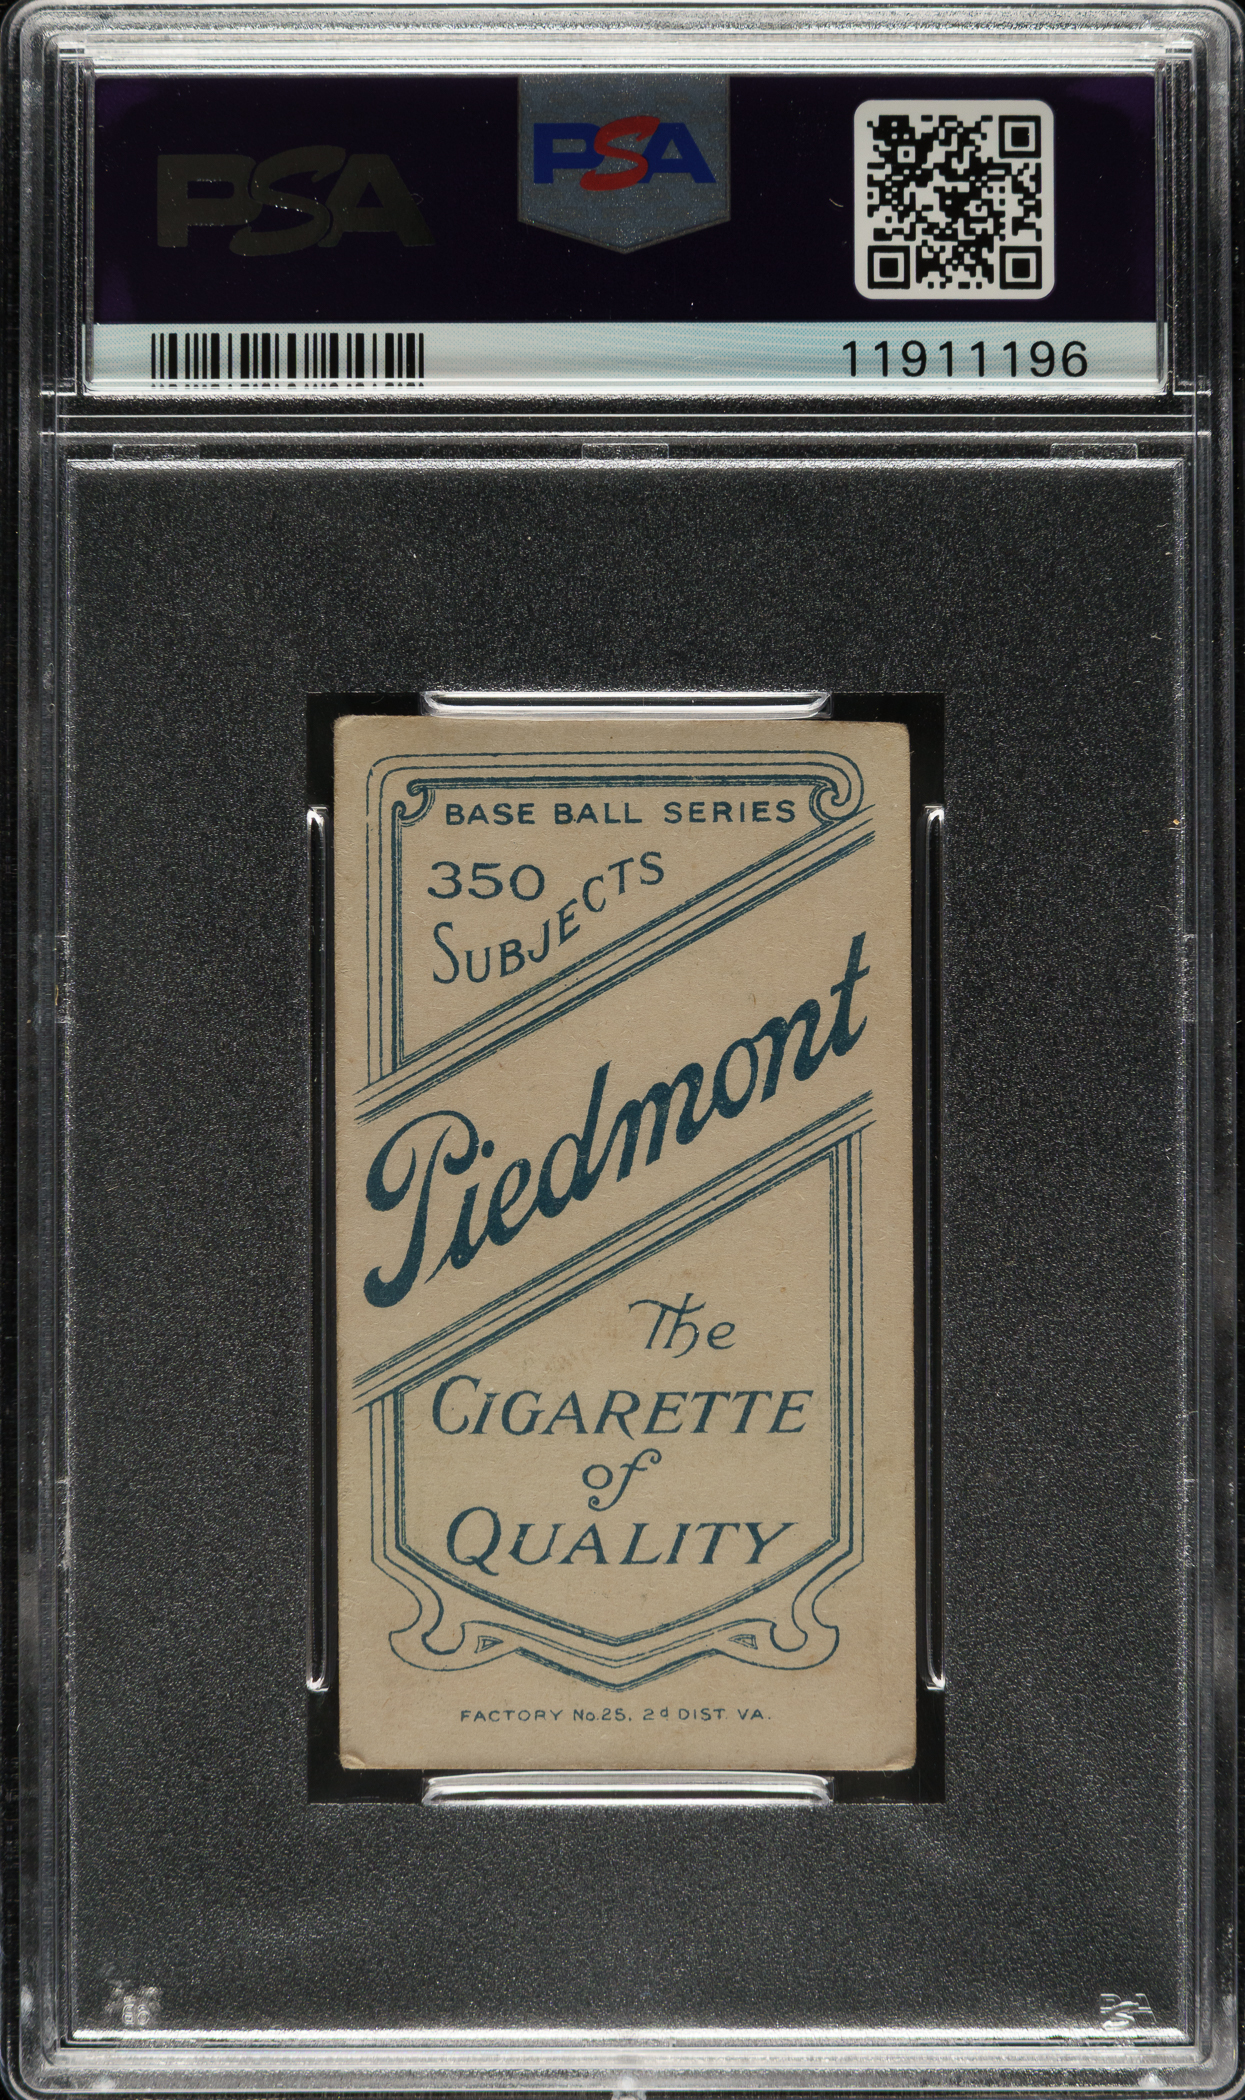 PSA
PSA
11911196
BASE BALL SERIES
350
SUBJECTS
Piedmont
The
CIGARETTE
of
QUALITY
FACTORY No.25, 2d DIST. VA.
PSA